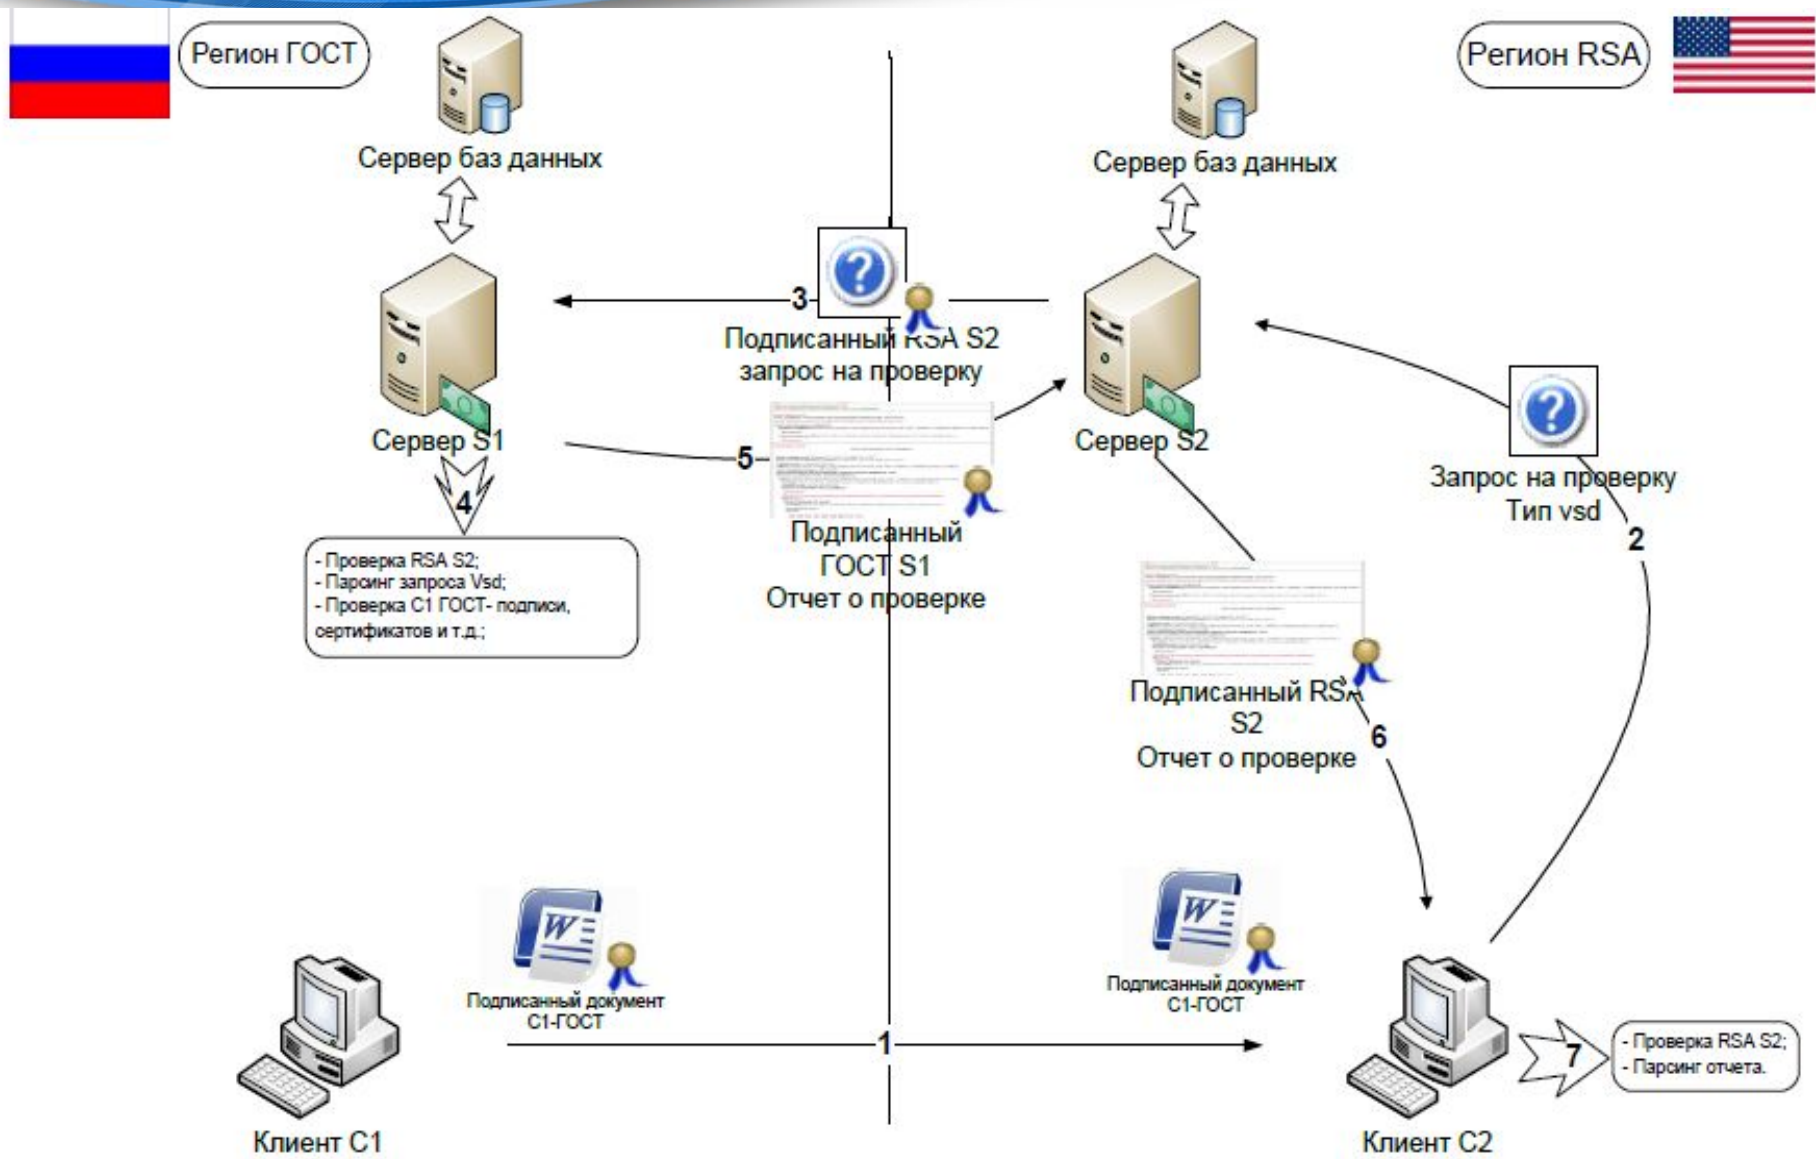 Регион ГОСТ
Регион RSA
Сервер баз данных
Сервер баз данных
3
Подписанный RSA S2
запрос на проверку
Сервер S1
Сервер S2
5
4
Запрос на проверку
Тип vsd
2
Подписанный
ГОСТ S1
Отчет о проверке
- Проверка RSA S2;
- Парсинг запроса Vsd;
- Проверка С1 ГОСТ- подписи,
сертификатов и т.д.;
Подписанный RSA
S2
Отчет о проверке
6
W
W
Подписанный документ
С1-ГОСТ
Подписанный документ
С1-ГОСТ
1
7
- Проверка RSA S2;
- Парсинг отчета.
Клиент С1
Клиент С2